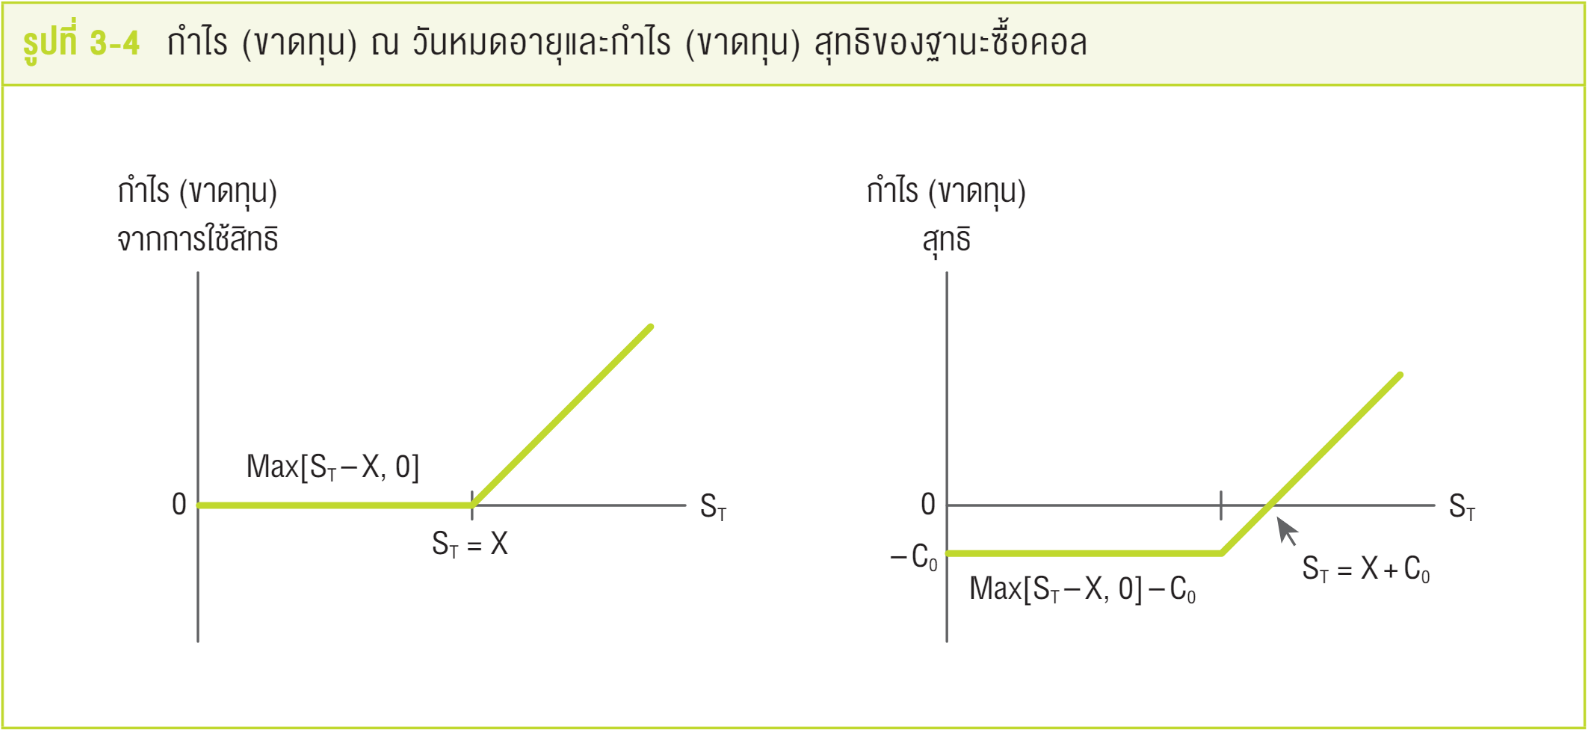 รูปที่ 3-4 กำไร (ขาดทุน) ณ วันหมดอายุและกำไร (ขาดทุน) สุทธิของฐานะซื้อคอล
กำไร (ขาดทุน)
จากการใช้สิทธิ
Max[S_T – X, 0]
0
S_T
S_T = X
กำไร (ขาดทุน)
สุทธิ
0
S_T
– C_0
S_T = X + C_0
Max[S_T – X, 0] – C_0